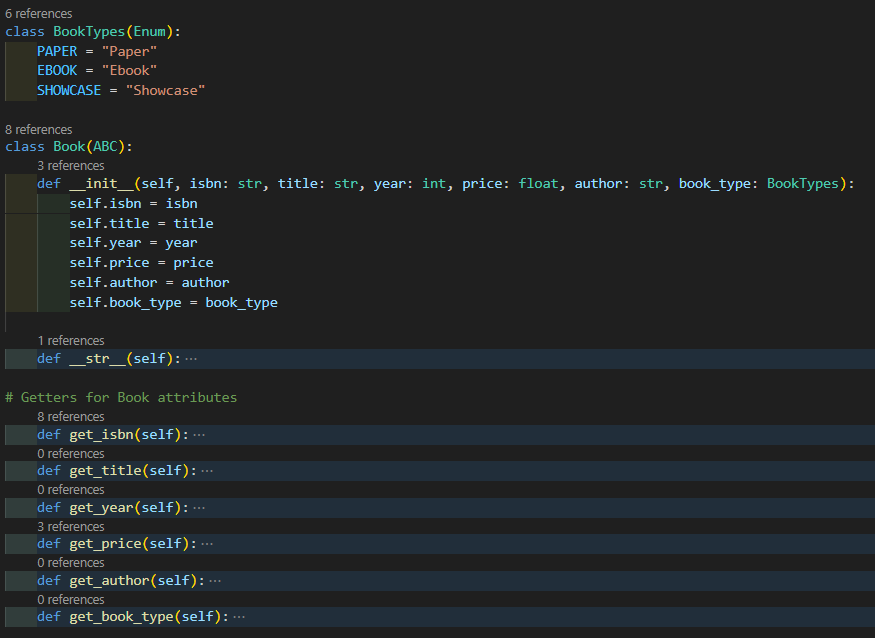 6 references
class BookTypes(Enum):
    PAPER = "Paper"
    EBOOK = "Ebook"
    SHOWCASE = "Showcase"
8 references
class Book(ABC):
    3 references
    def __init__(self, isbn: str, title: str, year: int, price: float, author: str, book_type: BookTypes):
        self.isbn = isbn
        self.title = title
        self.year = year
        self.price = price
        self.author = author
        self.book_type = book_type
    1 references
    def __str__(self): ···
# Getters for Book attributes
    8 references
    def get_isbn(self): ···
    0 references
    def get_title(self): ···
    0 references
    def get_year(self): ···
    3 references
    def get_price(self): ···
    0 references
    def get_author(self): ···
    0 references
    def get_book_type(self): ···